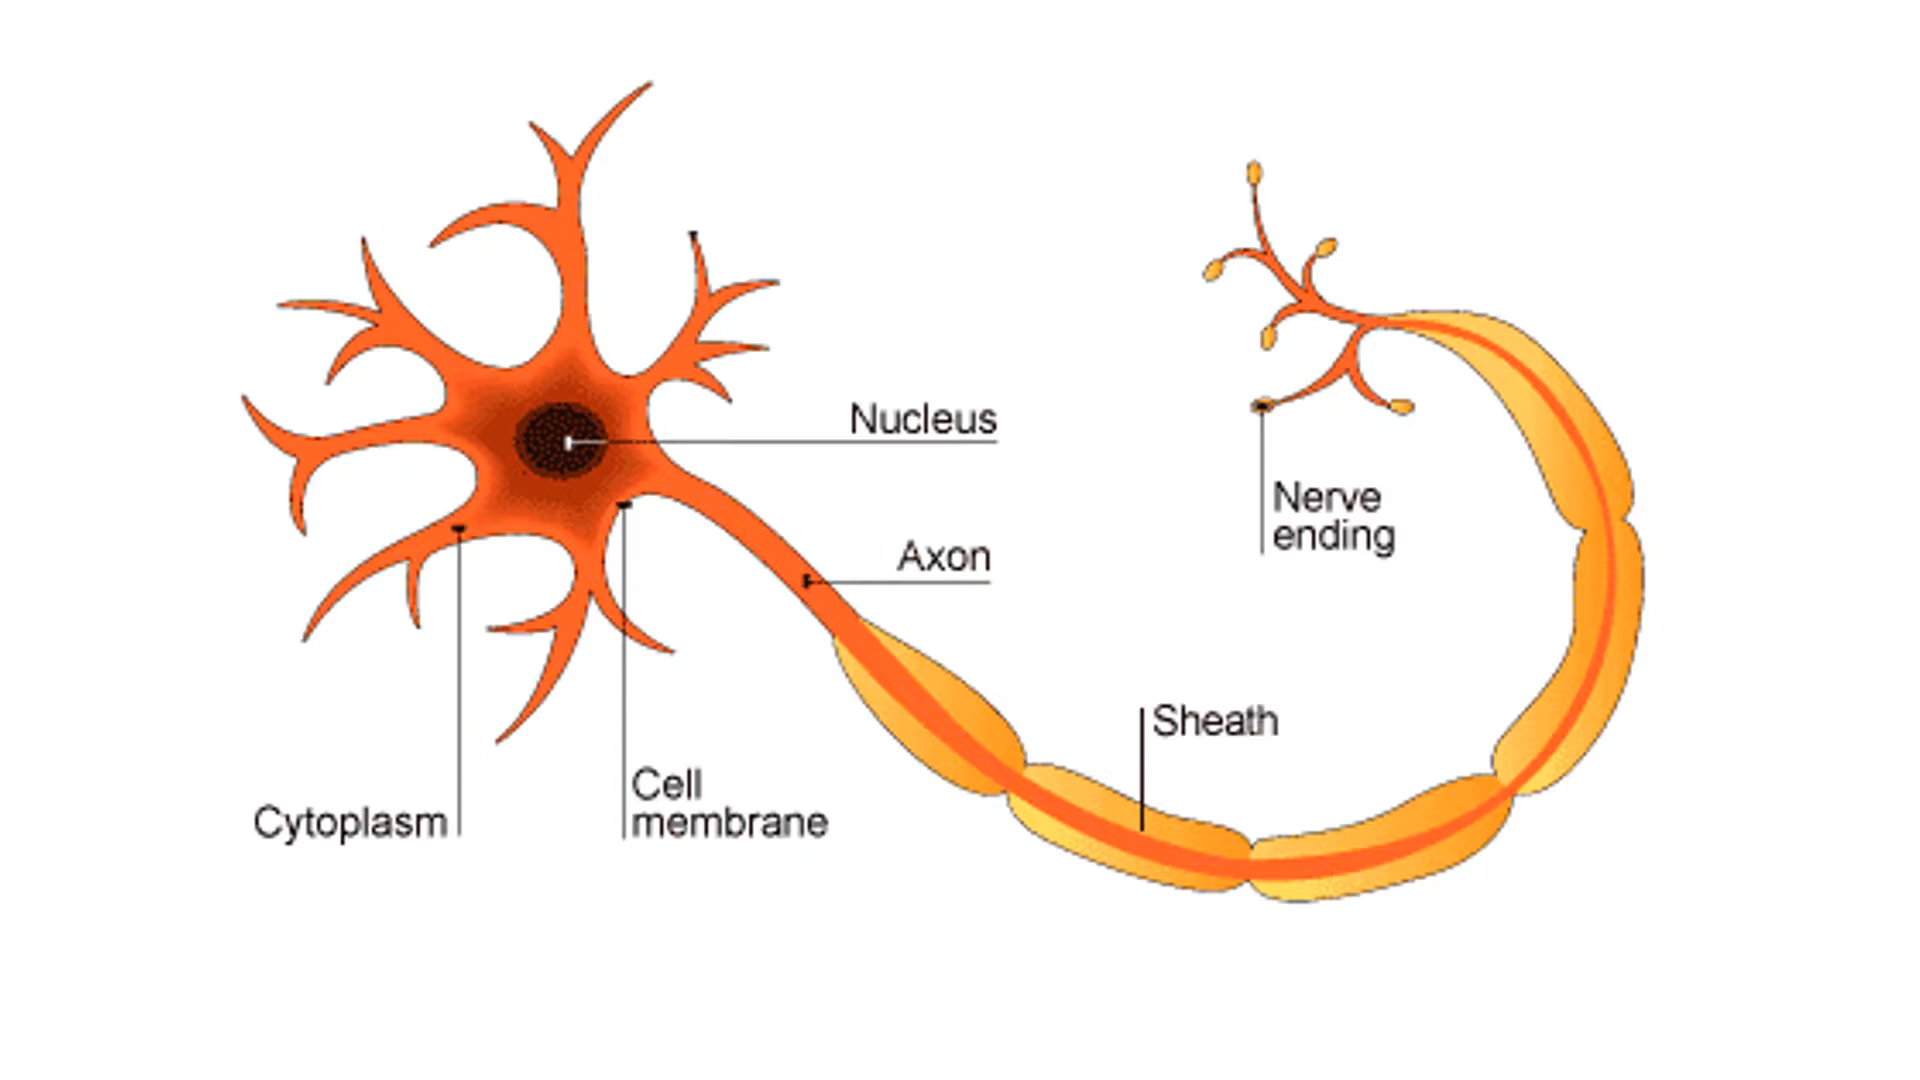 Nucleus
Axon
Nerve
ending
Sheath
Cytoplasm
Cell
membrane